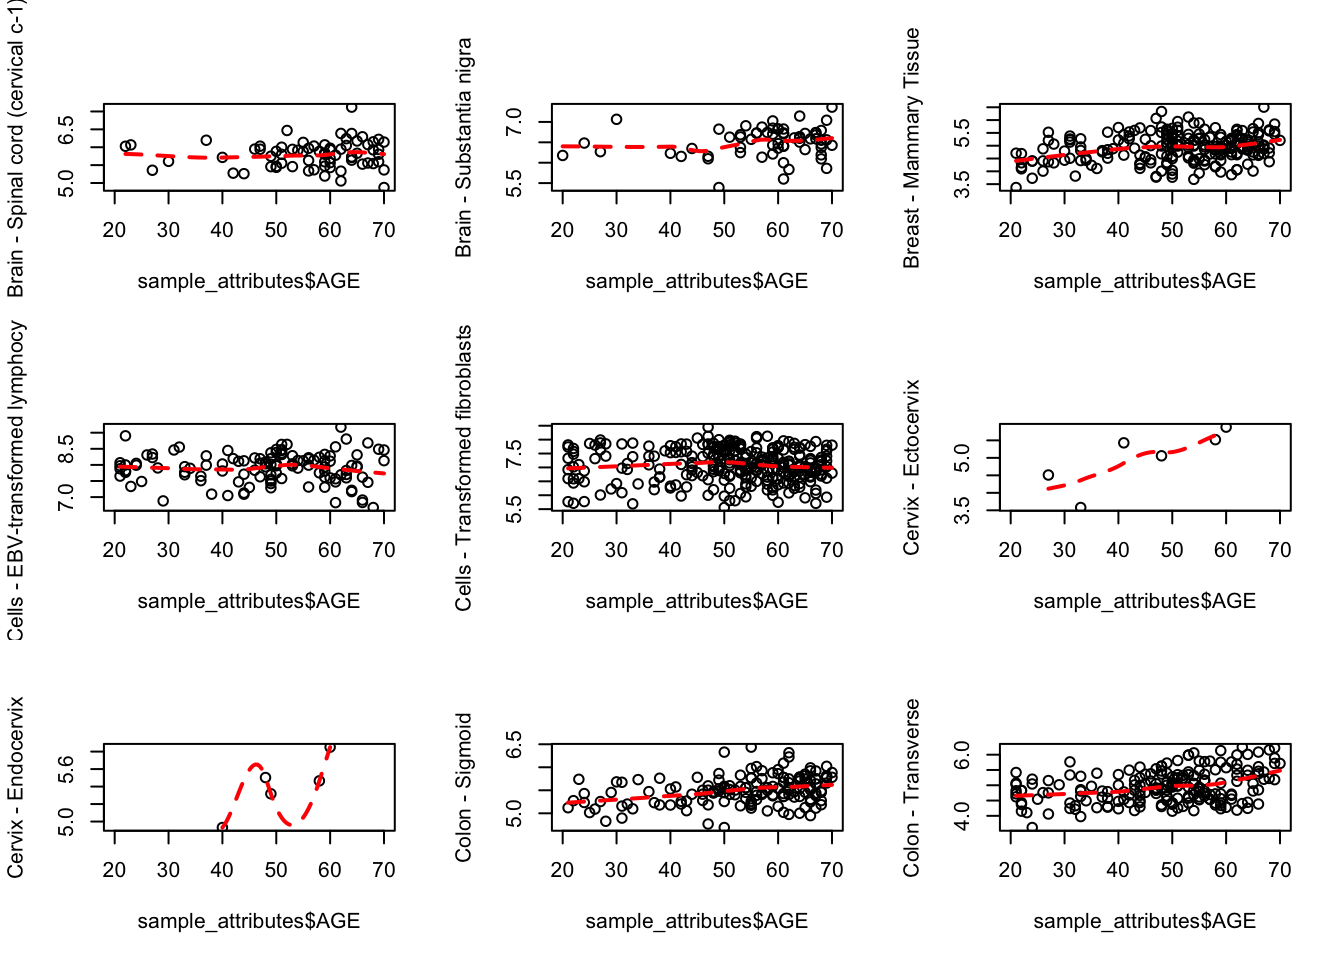 Brain - Spinal cord (cervical c-1)
6.5
5.0
20 30 40 50 60 70
sample_attributes$AGE
Brain - Substantia nigra
7.0
5.5
20 30 40 50 60 70
sample_attributes$AGE
Breast - Mammary Tissue
5.5
3.5
20 30 40 50 60 70
sample_attributes$AGE
Cells - EBV-transformed lymphocy
8.5
7.0
20 30 40 50 60 70
sample_attributes$AGE
Cells - Transformed fibroblasts
7.5
5.5
20 30 40 50 60 70
sample_attributes$AGE
Cervix - Ectocervix
5.0
3.5
20 30 40 50 60 70
sample_attributes$AGE
Cervix - Endocervix
5.6
5.0
20 30 40 50 60 70
sample_attributes$AGE
Colon - Sigmoid
6.5
5.0
20 30 40 50 60 70
sample_attributes$AGE
Colon - Transverse
6.0
4.0
20 30 40 50 60 70
sample_attributes$AGE